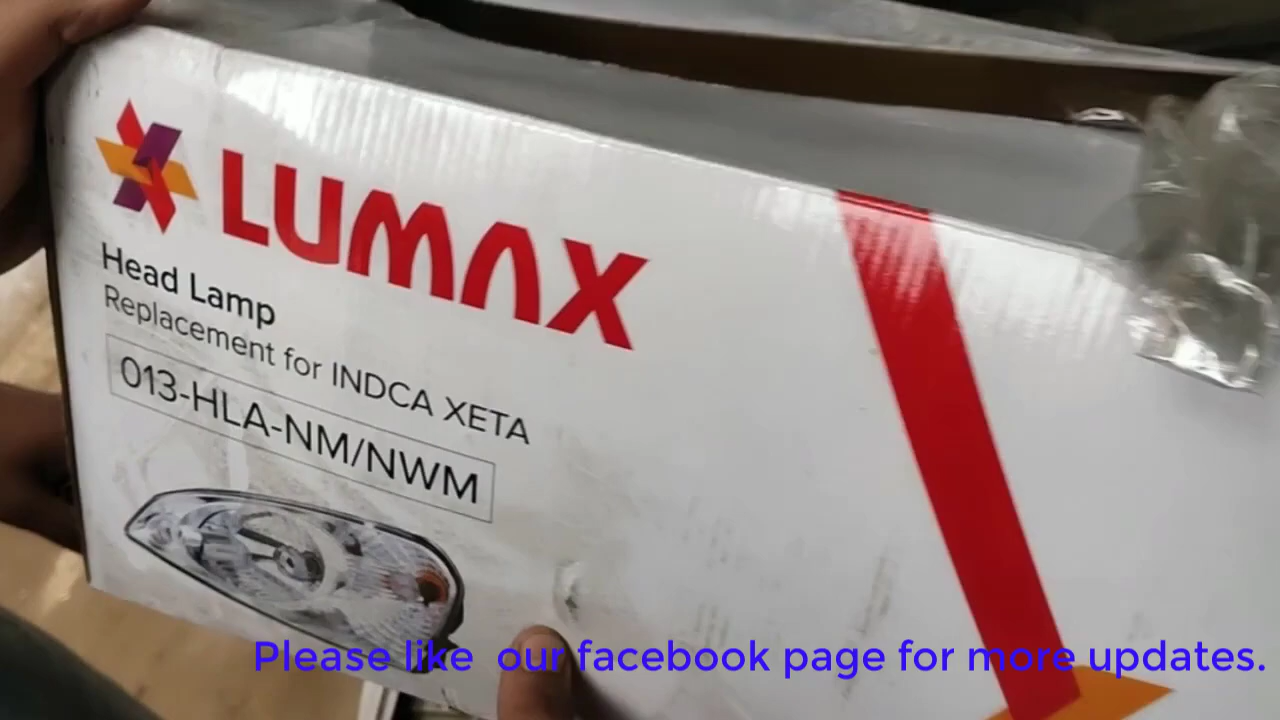 LUMAX
Head Lamp
Replacement for INDCA XETA
013-HLA-NM/NWM
Please like our facebook page for more updates.